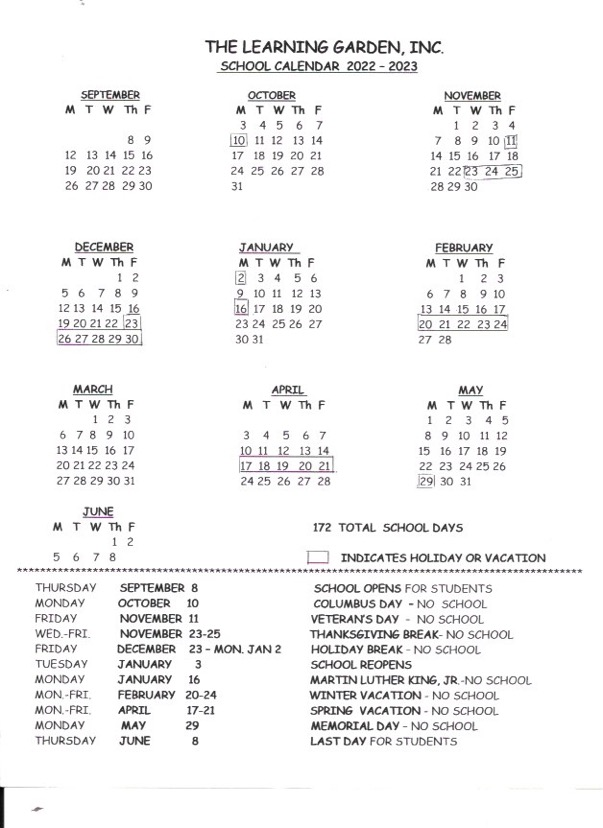 THE LEARNING GARDEN, INC.
SCHOOL CALENDAR 2022 – 2023
SEPTEMBER
M T W Th F
8 9
12 13 14 15 16
19 20 21 22 23
26 27 28 29 30
OCTOBER
M T W Th F
3 4 5 6 7
10 11 12 13 14
17 18 19 20 21
24 25 26 27 28
31
NOVEMBER
M T W Th F
1 2 3 4
7 8 9 10 11
14 15 16 17 18
21 22 23 24 25
28 29 30
DECEMBER
M T W Th F
1 2
5 6 7 8 9
12 13 14 15 16
19 20 21 22 23
26 27 28 29 30
JANUARY
M T W Th F
2 3 4 5 6
9 10 11 12 13
16 17 18 19 20
23 24 25 26 27
30 31
FEBRUARY
M T W Th F
1 2 3
6 7 8 9 10
13 14 15 16 17
20 21 22 23 24
27 28
MARCH
M T W Th F
1 2 3
6 7 8 9 10
13 14 15 16 17
20 21 22 23 24
27 28 29 30 31
APRIL
M T W Th F
3 4 5 6 7
10 11 12 13 14
17 18 19 20 21
24 25 26 27 28
MAY
M T W Th F
1 2 3 4 5
8 9 10 11 12
15 16 17 18 19
22 23 24 25 26
29 30 31
JUNE
M T W Th F
1 2
5 6 7 8
172 TOTAL SCHOOL DAYS
INDICATES HOLIDAY OR VACATION
THURSDAY SEPTEMBER 8 SCHOOL OPENS FOR STUDENTS
MONDAY OCTOBER 10 COLUMBUS DAY - NO SCHOOL
FRIDAY NOVEMBER 11 VETERAN'S DAY - NO SCHOOL
WED.-FRI. NOVEMBER 23-25 THANKSGIVING BREAK- NO SCHOOL
FRIDAY DECEMBER 23 – MON. JAN 2 HOLIDAY BREAK - NO SCHOOL
TUESDAY JANUARY 3 SCHOOL REOPENS
MONDAY JANUARY 16 MARTIN LUTHER KING, JR.-NO SCHOOL
MON.-FRI. FEBRUARY 20-24 WINTER VACATION - NO SCHOOL
MON.-FRI. APRIL 17-21 SPRING VACATION - NO SCHOOL
MONDAY MAY 29 MEMORIAL DAY - NO SCHOOL
THURSDAY JUNE 8 LAST DAY FOR STUDENTS